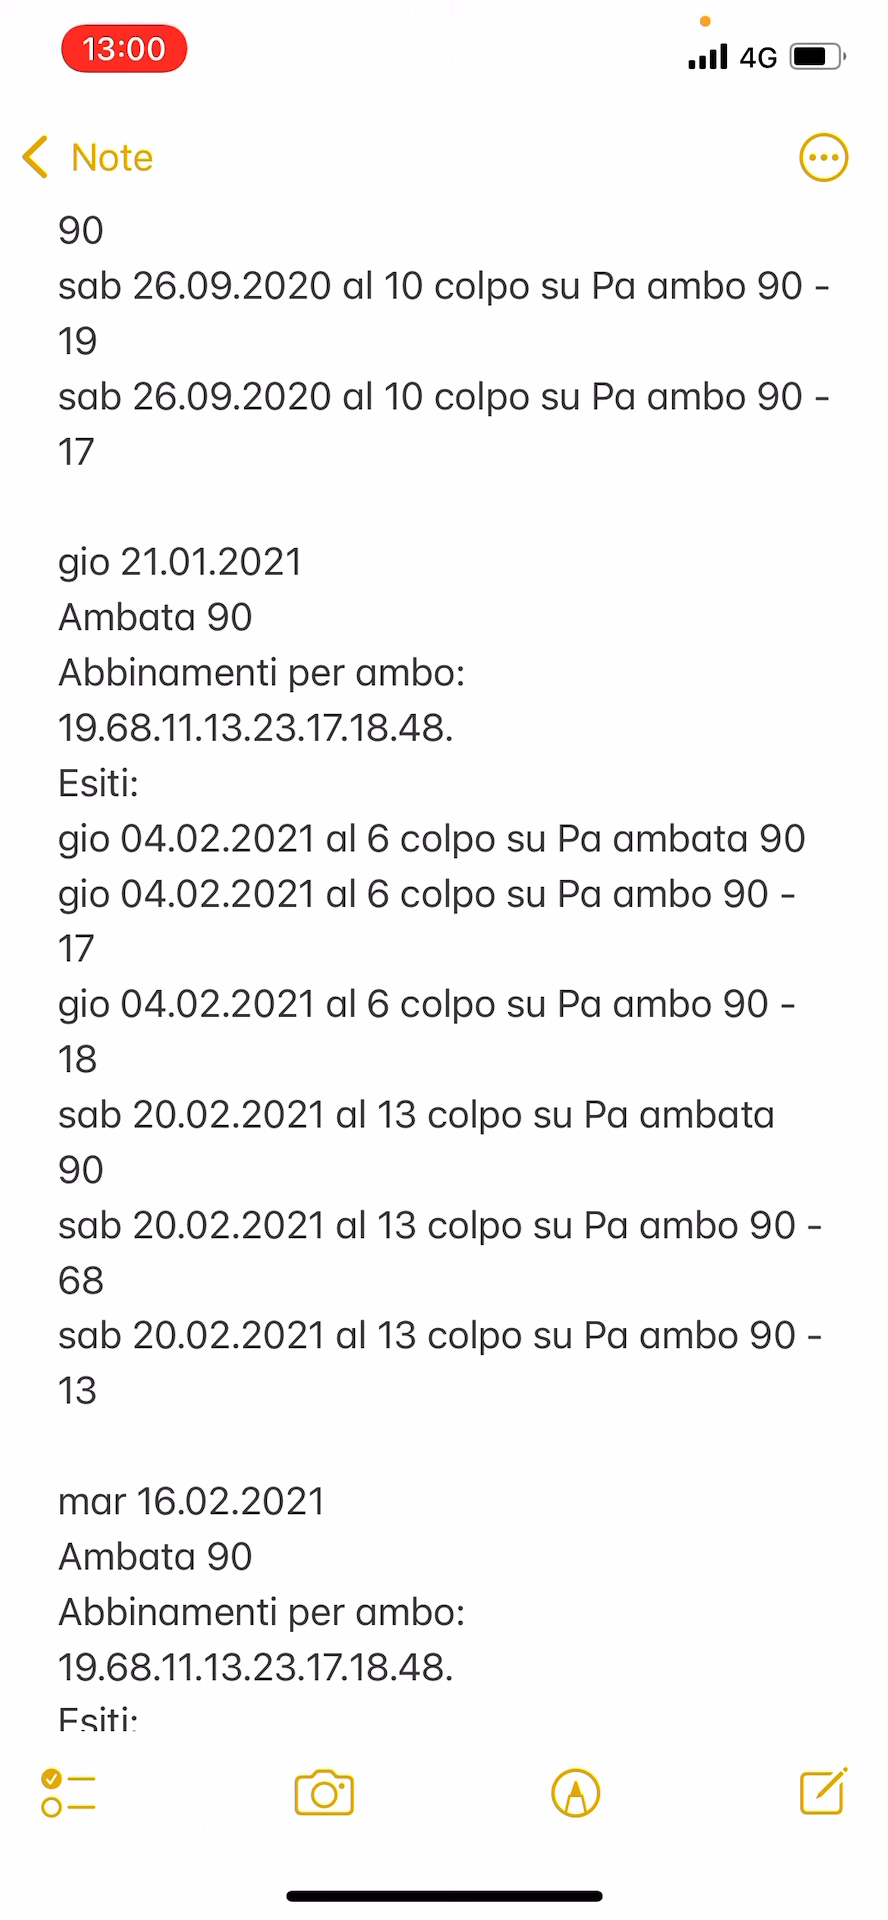 13:00
4G
Note
90
sab 26.09.2020 al 10 colpo su Pa ambo 90 -
19
sab 26.09.2020 al 10 colpo su Pa ambo 90 -
17
gio 21.01.2021
Ambata 90
Abbinamenti per ambo:
19.68.11.13.23.17.18.48.
Esiti:
gio 04.02.2021 al 6 colpo su Pa ambata 90
gio 04.02.2021 al 6 colpo su Pa ambo 90 -
17
gio 04.02.2021 al 6 colpo su Pa ambo 90 -
18
sab 20.02.2021 al 13 colpo su Pa ambata
90
sab 20.02.2021 al 13 colpo su Pa ambo 90 -
68
sab 20.02.2021 al 13 colpo su Pa ambo 90 -
13
mar 16.02.2021
Ambata 90
Abbinamenti per ambo:
19.68.11.13.23.17.18.48.
Esiti: